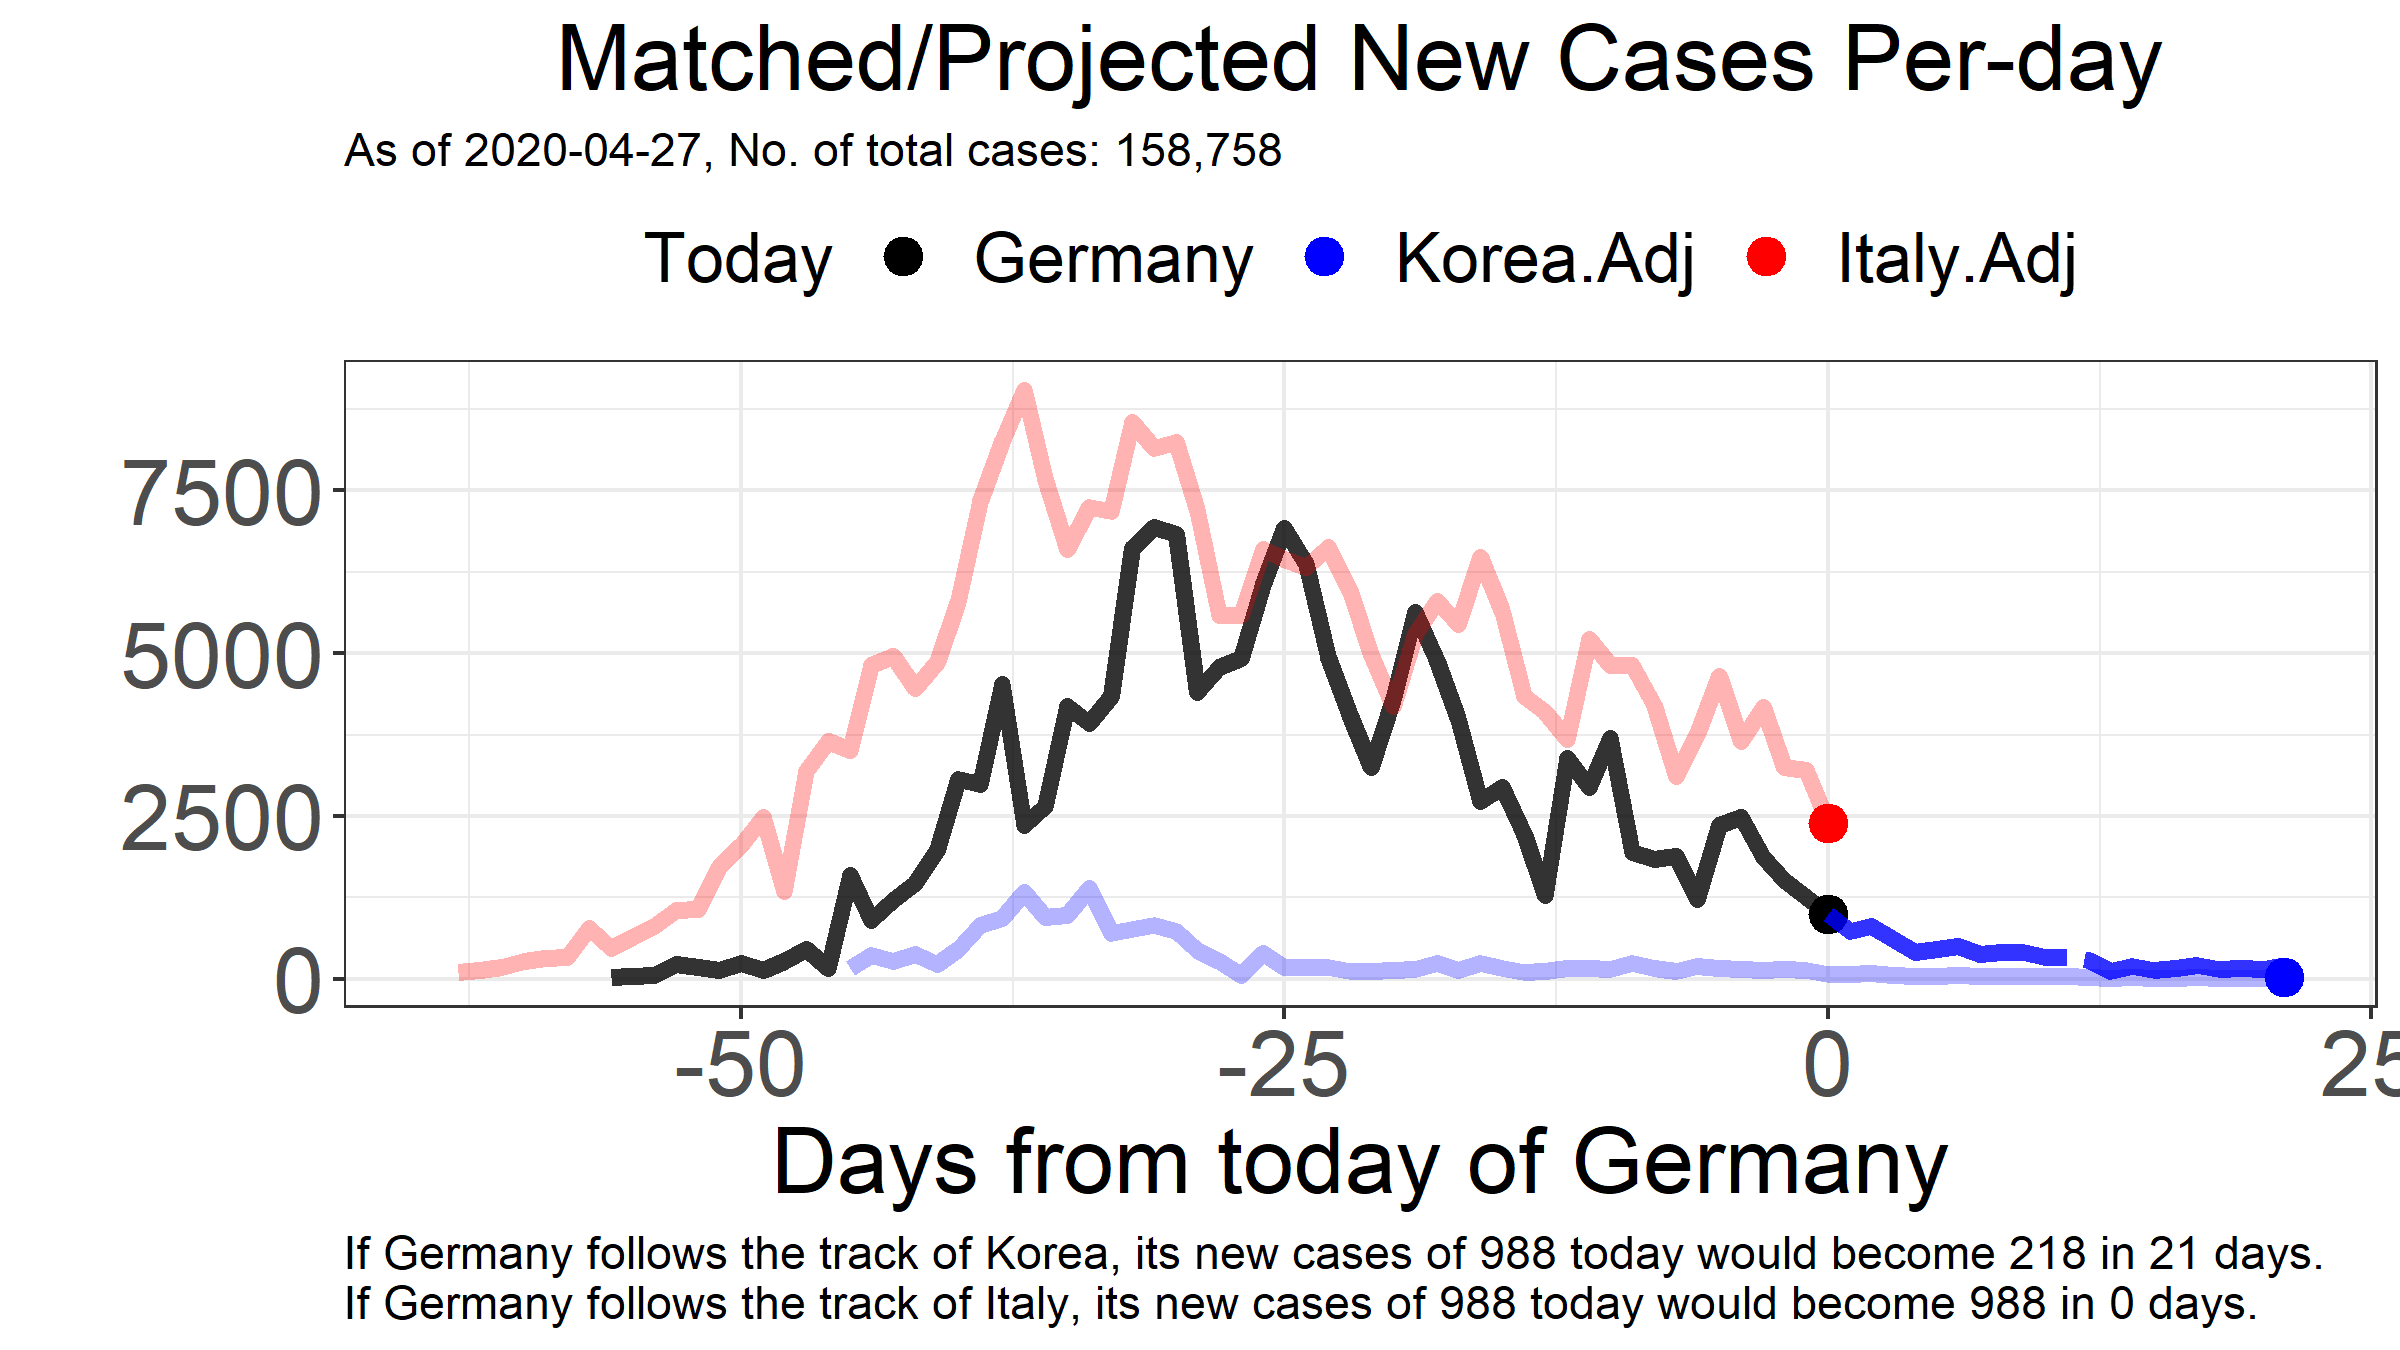 Matched/Projected New Cases Per-day
As of 2020-04-27, No. of total cases: 158,758
Today Germany Korea.Adj Italy.Adj
7500
5000
2500
0
-50 -25 0 25
Days from today of Germany
If Germany follows the track of Korea, its new cases of 988 today would become 218 in 21 days.
If Germany follows the track of Italy, its new cases of 988 today would become 988 in 0 days.